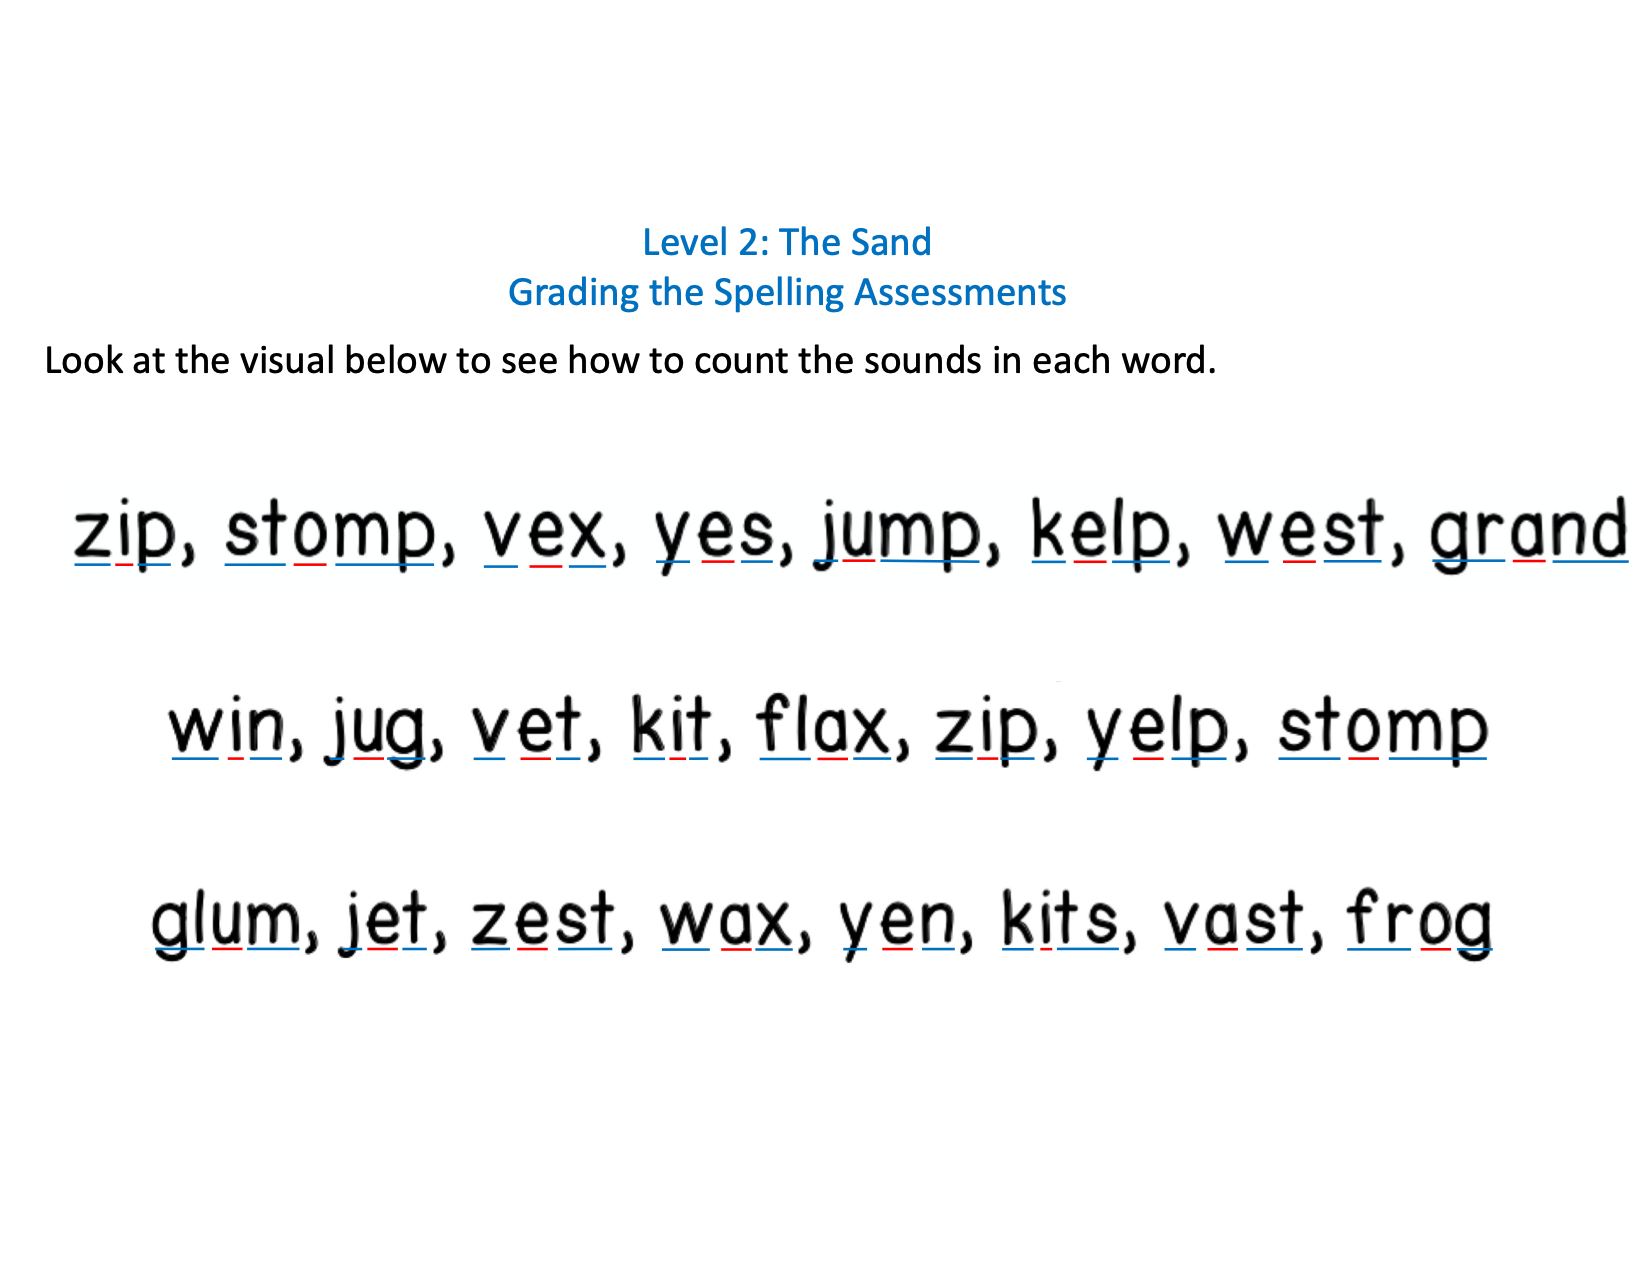 Level 2: The Sand
Grading the Spelling Assessments
Look at the visual below to see how to count the sounds in each word.
zip, stomp, vex, yes, jump, kelp, west, grand
win, jug, vet, kit, flax, zip, yelp, stomp
glum, jet, zest, wax, yen, kits, vast, frog